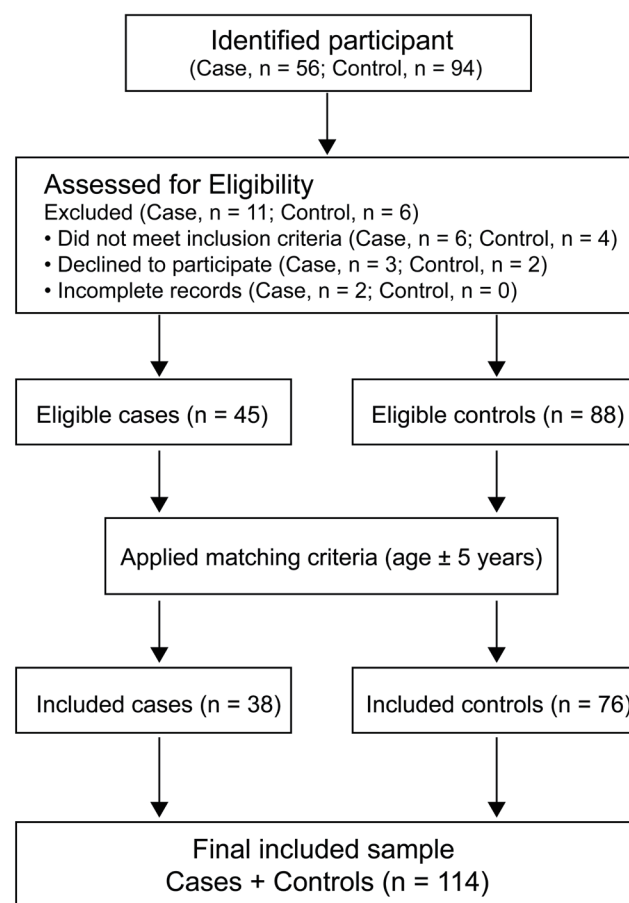 Identified participant
(Case, n = 56; Control, n = 94)
Assessed for Eligibility
Excluded (Case, n = 11; Control, n = 6)
• Did not meet inclusion criteria (Case, n = 6; Control, n = 4)
• Declined to participate (Case, n = 3; Control, n = 2)
• Incomplete records (Case, n = 2; Control, n = 0)
Eligible cases (n = 45)
Eligible controls (n = 88)
Applied matching criteria (age ± 5 years)
Included cases (n = 38)
Included controls (n = 76)
Final included sample
Cases + Controls (n = 114)